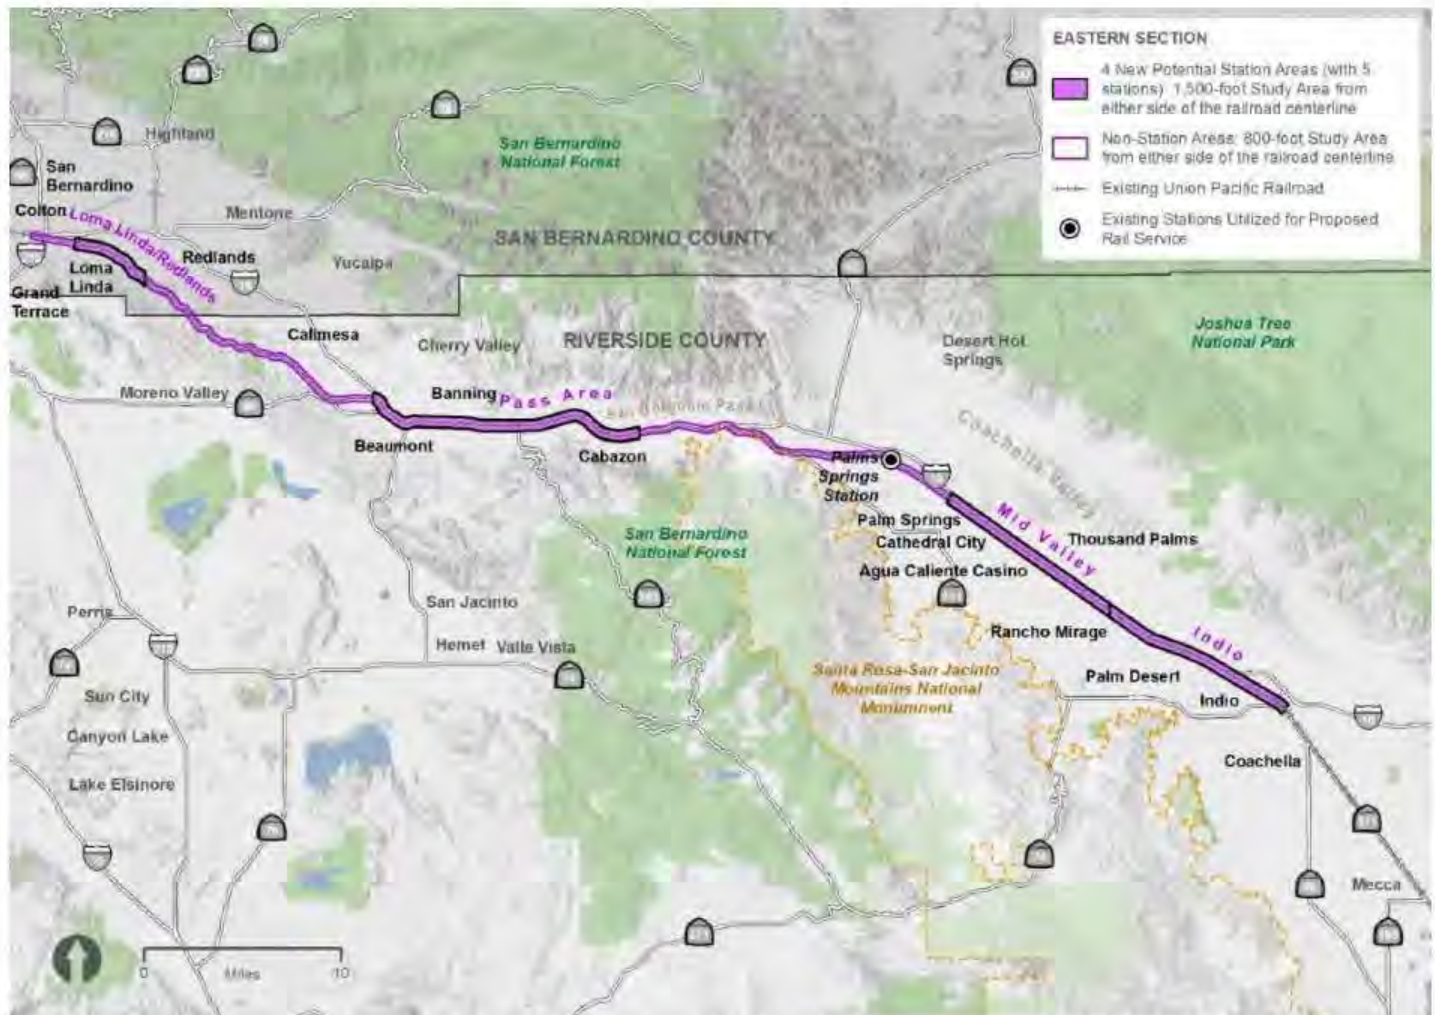 EASTERN SECTION
4 New Potential Station Areas (with 5
stations) 1,500-foot Study Area from
either side of the railroad centerline
Non-Station Areas: 800-foot Study Area
from either side of the railroad centerline
Existing Union Pacific Railroad
Existing Stations Utilized for Proposed
Rail Service
Highland
San Bernardino
National Forest
San
Bernardino
Colton
Loma Linda/Redlands
Mentone
SAN BERNARDINO COUNTY
Redlands
Yucaipa
Loma
Linda
Grand
Terrace
Calimesa
Cherry Valley
RIVERSIDE COUNTY
Desert Hot
Springs
Joshua Tree
National Park
Moreno Valley
Banning
Pass Area
Coachella Valley
Beaumont
Cabazon
Palms
Springs
Station
Mid Valley
Palm Springs
Cathedral City
Thousand Palms
San Bernardino
National Forest
Agua Caliente Casino
San Jacinto
Perris
Rancho Mirage
Indio
Hemet
Valle Vista
Santa Rosa-San Jacinto
Mountains National
Monumnent
Palm Desert
Sun City
Indio
Canyon Lake
Coachella
Lake Elsinore
Mecca
0
Miles
10